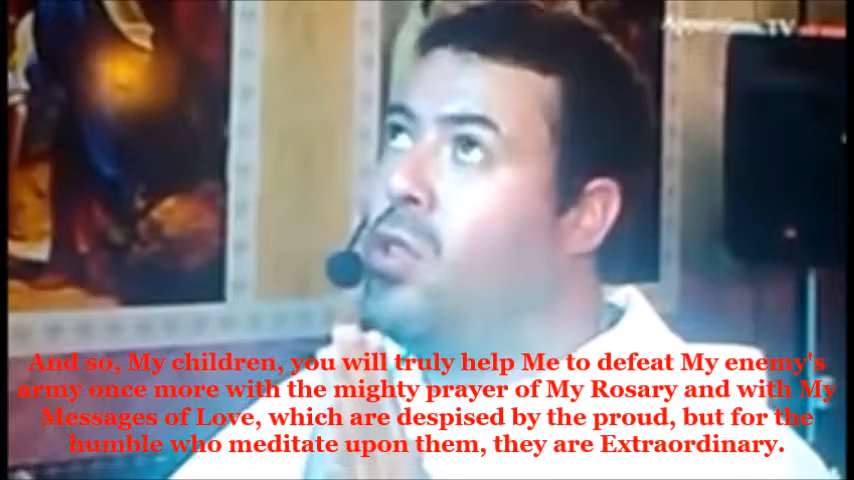 TV
And so, My children, you will truly help Me to defeat My enemy's
army once more with the mighty prayer of My Rosary and with My
Messages of Love, which are despised by the proud, but for the
humble who meditate upon them, they are Extraordinary.